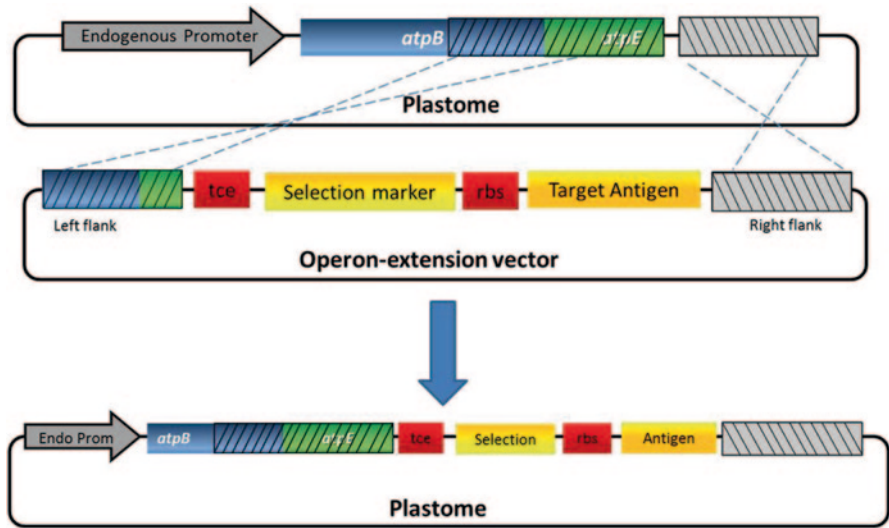 Endogenous Promoter
atpB
atpE
Plastome
tce
Selection marker
rbs
Target Antigen
Left flank
Right flank
Operon-extension vector
Endo Prom
atpB
atpE
tce
Selection
rbs
Antigen
Plastome